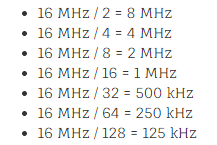 • 16 MHz / 2 = 8 MHz
• 16 MHz / 4 = 4 MHz
• 16 MHz / 8 = 2 MHz
• 16 MHz / 16 = 1 MHz
• 16 MHz / 32 = 500 kHz
• 16 MHz / 64 = 250 kHz
• 16 MHz / 128 = 125 kHz